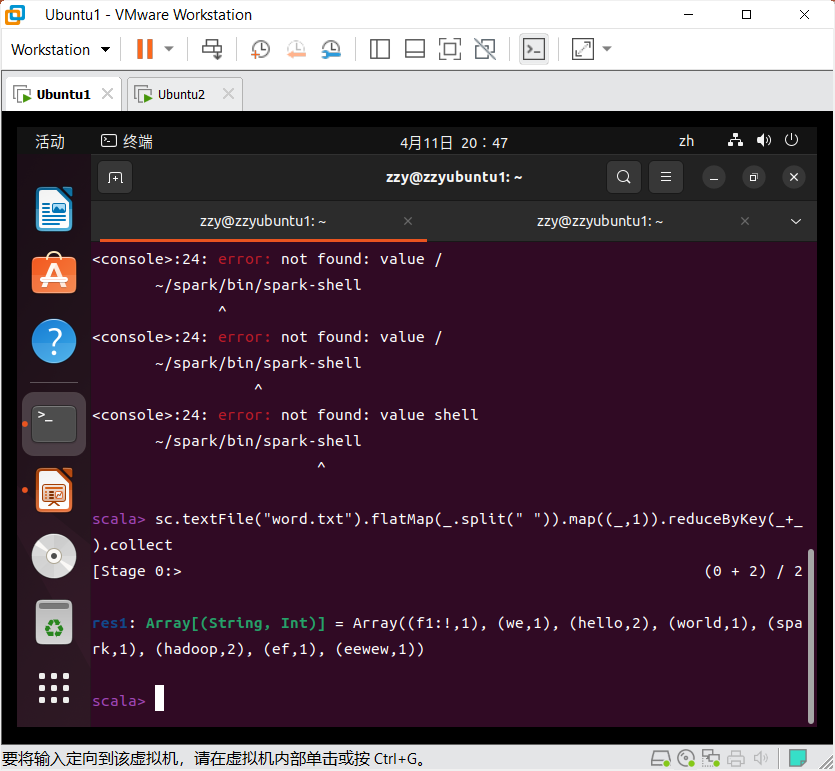 Ubuntu1 - VMware Workstation
Workstation
Ubuntu1
Ubuntu2
活动
终端
4月11日 20：47
zh
zzy@zzyubuntu1: ~
zzy@zzyubuntu1: ~
zzy@zzyubuntu1: ~
<console>:24: error: not found: value /
~/spark/bin/spark-shell
^
<console>:24: error: not found: value /
~/spark/bin/spark-shell
^
<console>:24: error: not found: value shell
~/spark/bin/spark-shell
^
scala> sc.textFile("word.txt").flatMap(_.split(" ")).map((_,1)).reduceByKey(_+_
).collect
[Stage 0:> (0 + 2) / 2
res1: Array[(String, Int)] = Array((f1:!,1), (we,1), (hello,2), (world,1), (spa
rk,1), (hadoop,2), (ef,1), (eewew,1))
scala>
要将输入定向到该虚拟机，请在虚拟机内部单击或按 Ctrl+G。